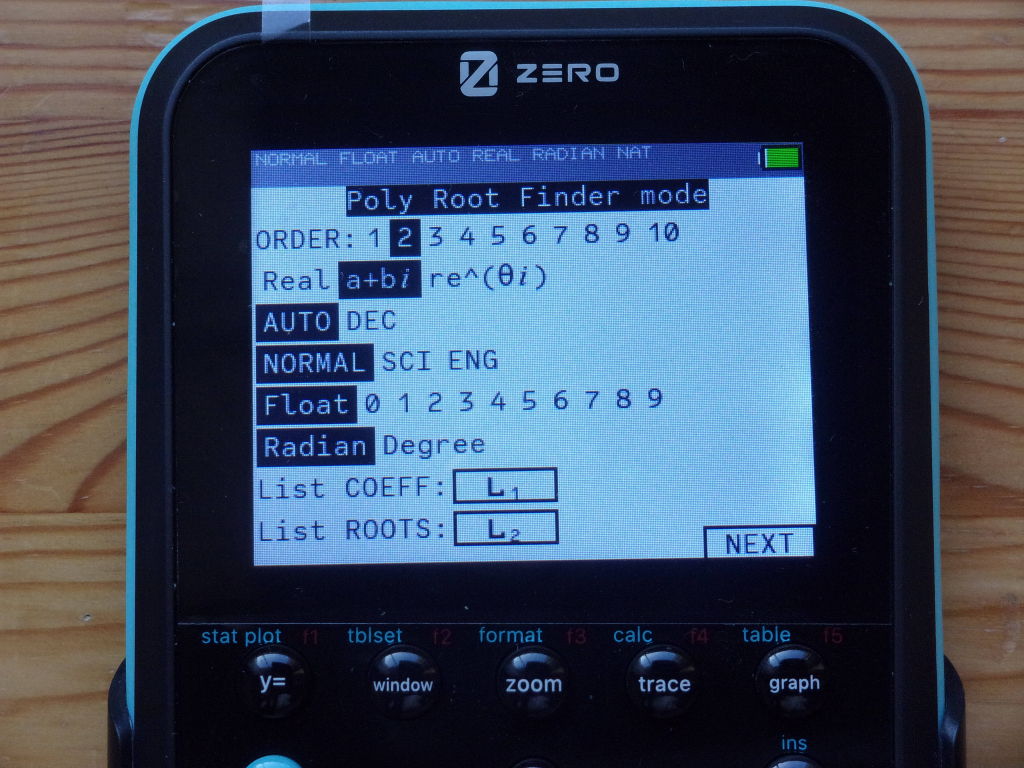 ZERO
NORMAL FLOAT AUTO REAL RADIAN NAT
Poly Root Finder mode
ORDER: 1 2 3 4 5 6 7 8 9 10
Real a+bi re^(θi)
AUTO DEC
NORMAL SCI ENG
Float 0 1 2 3 4 5 6 7 8 9
Radian Degree
List COEFF: L₁
List ROOTS: L₂
NEXT
stat plot f1 tblset f2 format f3 calc f4 table f5
y= window zoom trace graph
ins